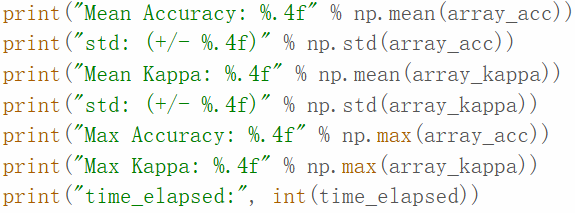 print("Mean Accuracy: %.4f" % np.mean(array_acc))
print("std: (+/- %.4f)" % np.std(array_acc))
print("Mean Kappa: %.4f" % np.mean(array_kappa))
print("std: (+/- %.4f)" % np.std(array_kappa))
print("Max Accuracy: %.4f" % np.max(array_acc))
print("Max Kappa: %.4f" % np.max(array_kappa))
print("time_elapsed:", int(time_elapsed))